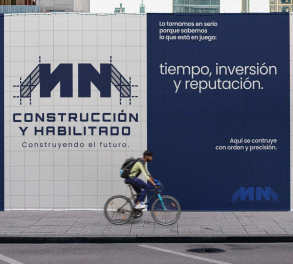 MN
CONSTRUCCIÓN
Y HABILITADO
Construyendo el futuro.
Lo tomamos en serio
porque sabemos
lo que está en juego:
tiempo, inversión
y reputación.
Aquí se contruye
con orden y precisión.
MN